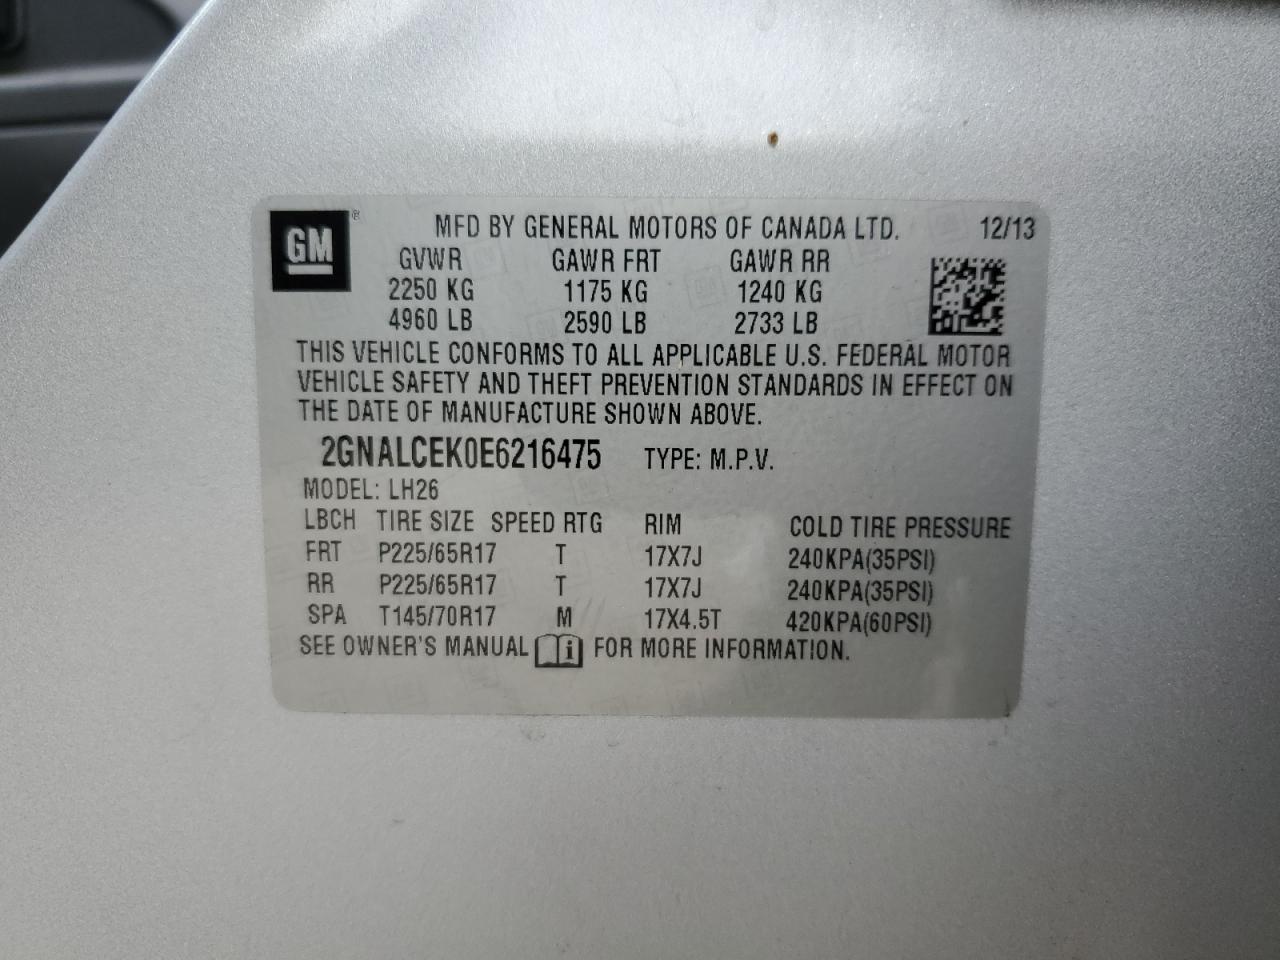 GM ® MFD BY GENERAL MOTORS OF CANADA LTD. 12/13
GVWR GAWR FRT GAWR RR
2250 KG 1175 KG 1240 KG
4960 LB 2590 LB 2733 LB
THIS VEHICLE CONFORMS TO ALL APPLICABLE U.S. FEDERAL MOTOR
VEHICLE SAFETY AND THEFT PREVENTION STANDARDS IN EFFECT ON
THE DATE OF MANUFACTURE SHOWN ABOVE.
2GNALCEK0E6216475 TYPE: M.P.V.
MODEL: LH26
LBCH TIRE SIZE SPEED RTG RIM COLD TIRE PRESSURE
FRT P225/65R17 T 17X7J 240KPA(35PSI)
RR P225/65R17 T 17X7J 240KPA(35PSI)
SPA T145/70R17 M 17X4.5T 420KPA(60PSI)
SEE OWNER'S MANUAL i FOR MORE INFORMATION.